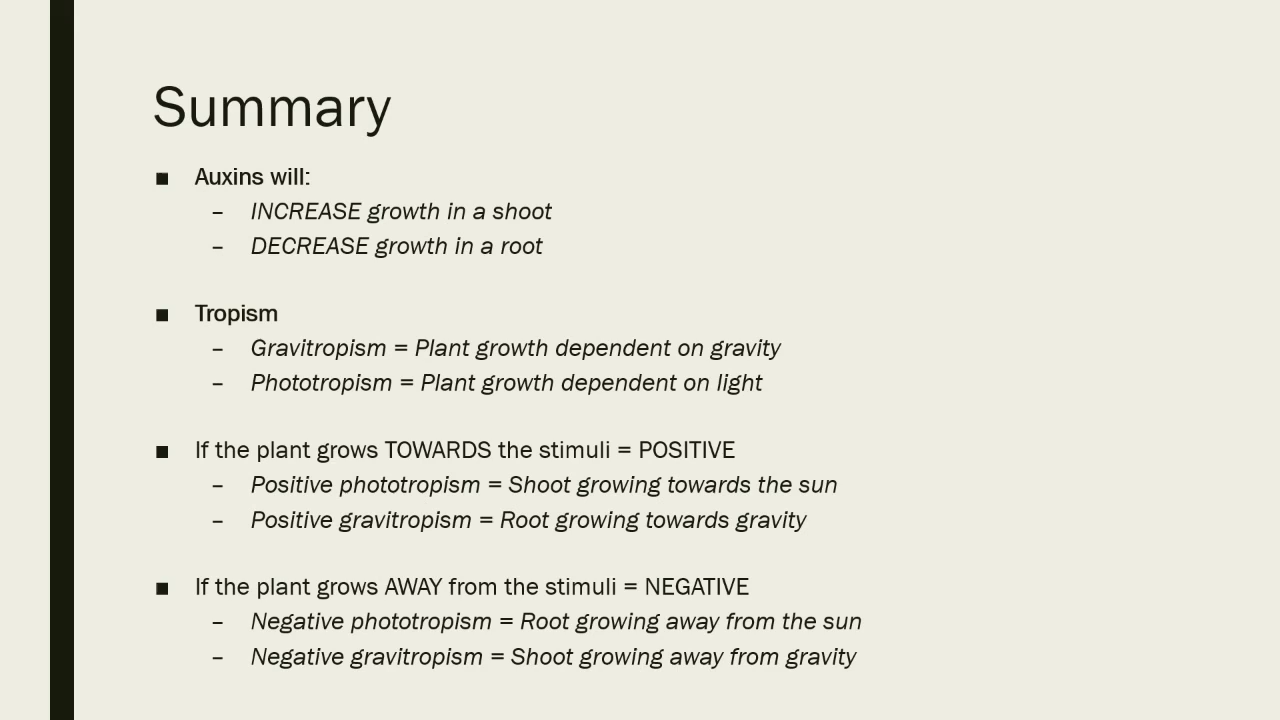 Summary
■ Auxins will:
– INCREASE growth in a shoot
– DECREASE growth in a root
■ Tropism
– Gravitropism = Plant growth dependent on gravity
– Phototropism = Plant growth dependent on light
■ If the plant grows TOWARDS the stimuli = POSITIVE
– Positive phototropism = Shoot growing towards the sun
– Positive gravitropism = Root growing towards gravity
■ If the plant grows AWAY from the stimuli = NEGATIVE
– Negative phototropism = Root growing away from the sun
– Negative gravitropism = Shoot growing away from gravity